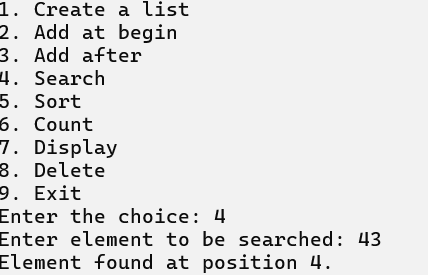 1. Create a list
2. Add at begin
3. Add after
4. Search
5. Sort
6. Count
7. Display
8. Delete
9. Exit
Enter the choice: 4
Enter element to be searched: 43
Element found at position 4.